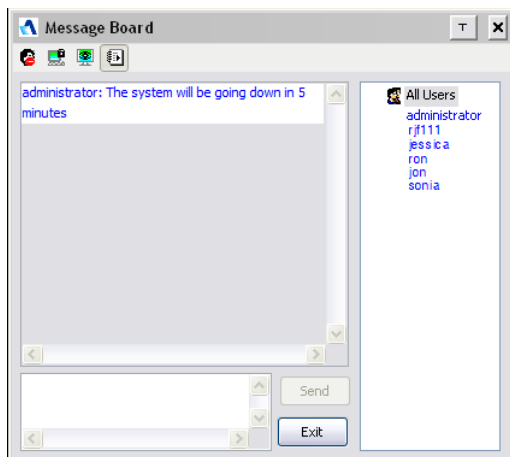 Message Board
T
administrator: The system will be going down in 5
minutes
All Users
administrator
rjf111
jessica
ron
jon
sonia
Send
Exit